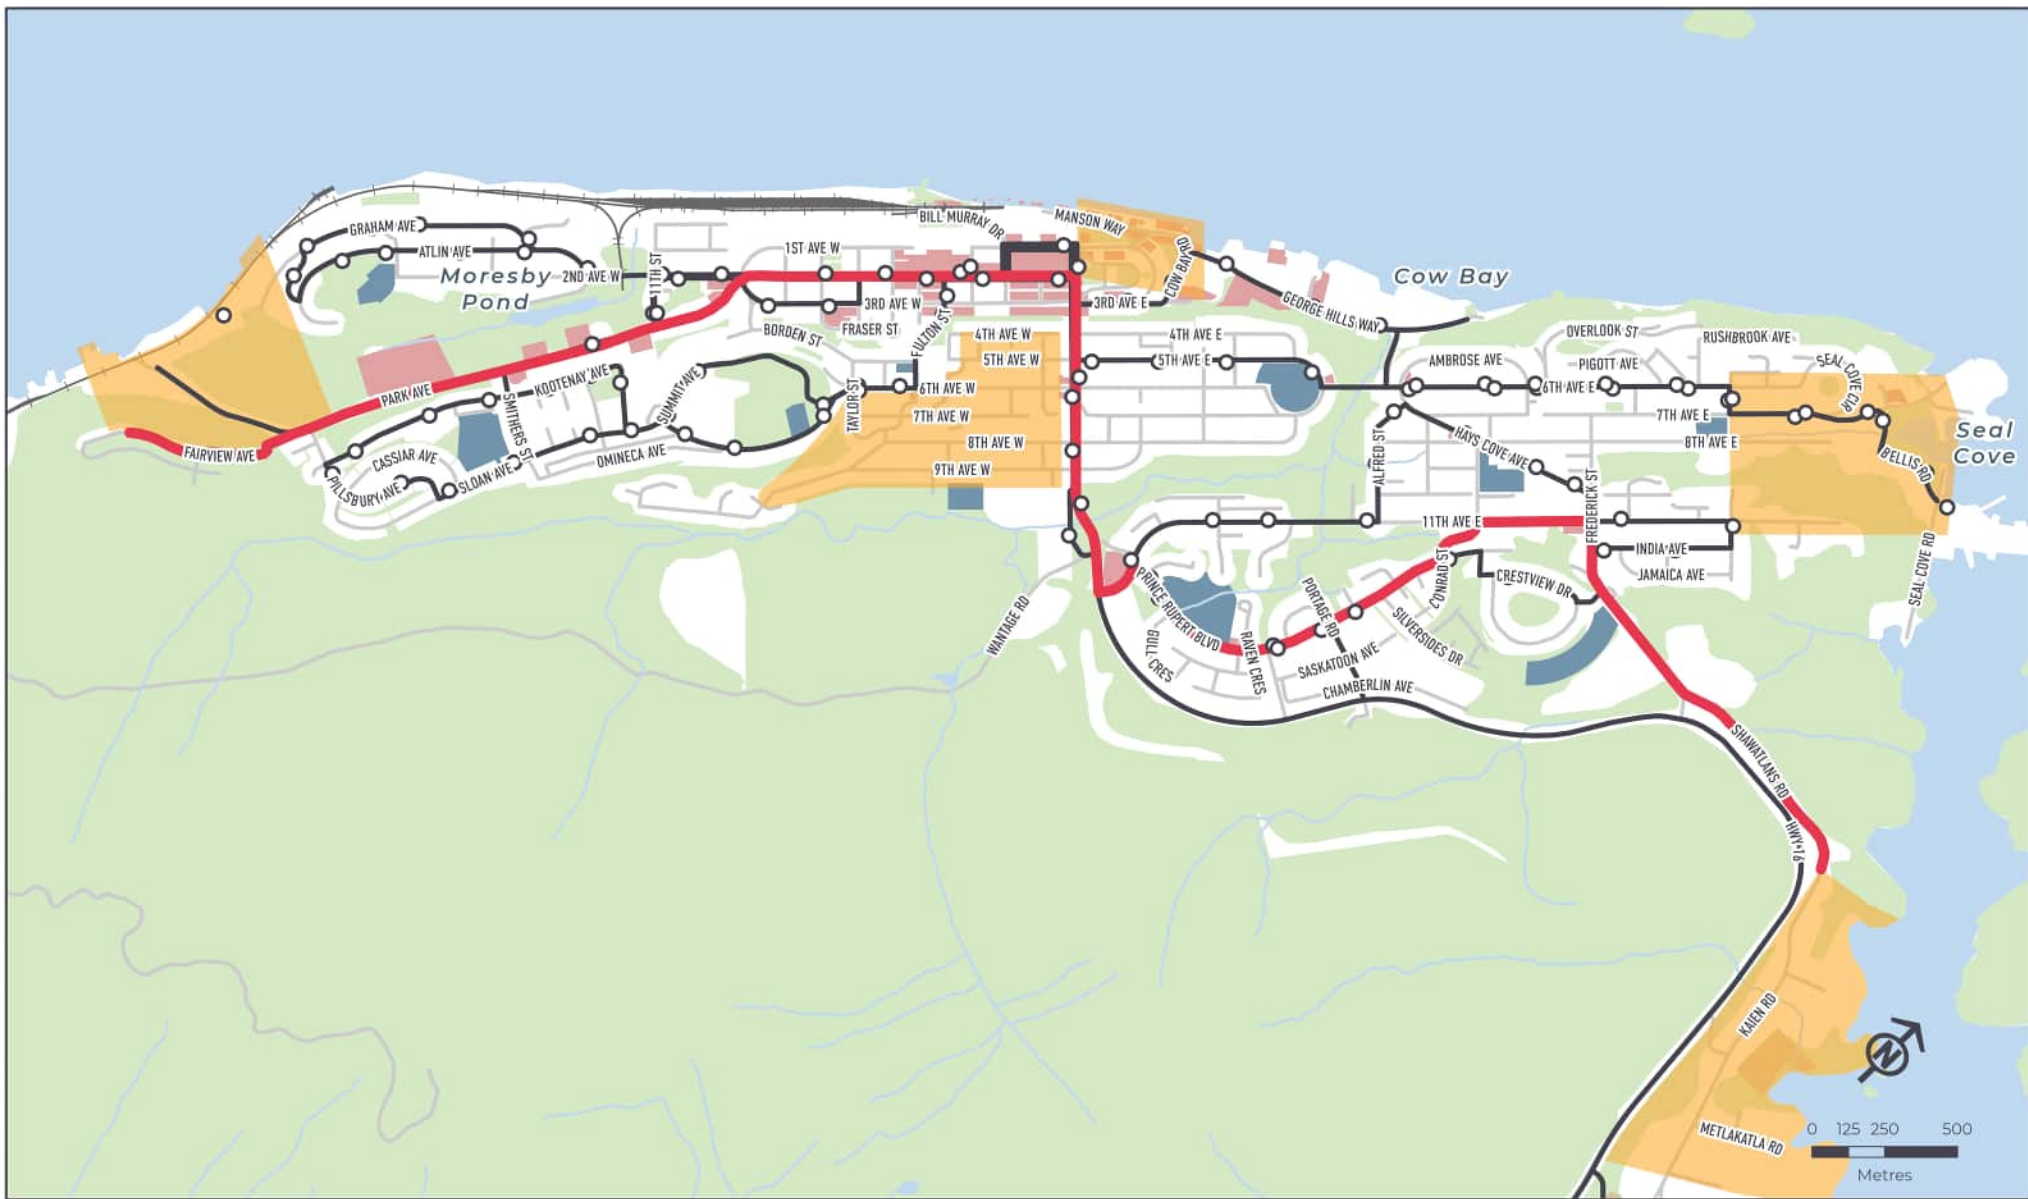 BILL MURRAY DR
MANSON WAY
GRAHAM AVE
ATLIN AVE
1ST AVE W
COW BAY RD
Moresby
Pond
2ND AVE W
11TH ST
Cow Bay
3RD AVE W
3RD AVE E
GEORGE HILLS WAY
BORDEN ST
FRASER ST
FULTON ST
4TH AVE W
4TH AVE E
OVERLOOK ST
RUSHBROOK AVE
5TH AVE W
5TH AVE E
AMBROSE AVE
PIGOTT AVE
SEAL COVE CIR
PARK AVE
KOOTENAY AVE
SUMMIT AVE
TAYLOR ST
6TH AVE W
6TH AVE E
7TH AVE W
7TH AVE E
SMITHERS ST
8TH AVE W
8TH AVE E
Seal
Cove
FAIRVIEW AVE
CASSIAR AVE
OMINECA AVE
9TH AVE W
ALFRED ST
HAYS COVE AVE
BELLIS RD
PILLSBURY AVE
SLOAN AVE
FREDERICK ST
11TH AVE E
INDIA AVE
JAMAICA AVE
SEAL COVE RD
CONRAD ST
CRESTVIEW DR
PRINCE RUPERT BLVD
PORTAGE RD
WANTAGE RD
GULL CRES
RAVEN CRES
SASKATOON AVE
SILVERSIDES DR
CHAMBERLIN AVE
SHAWATLANS RD
HWY 16
KAIEN RD
N
METLAKATLA RD
0 125 250 500
Metres